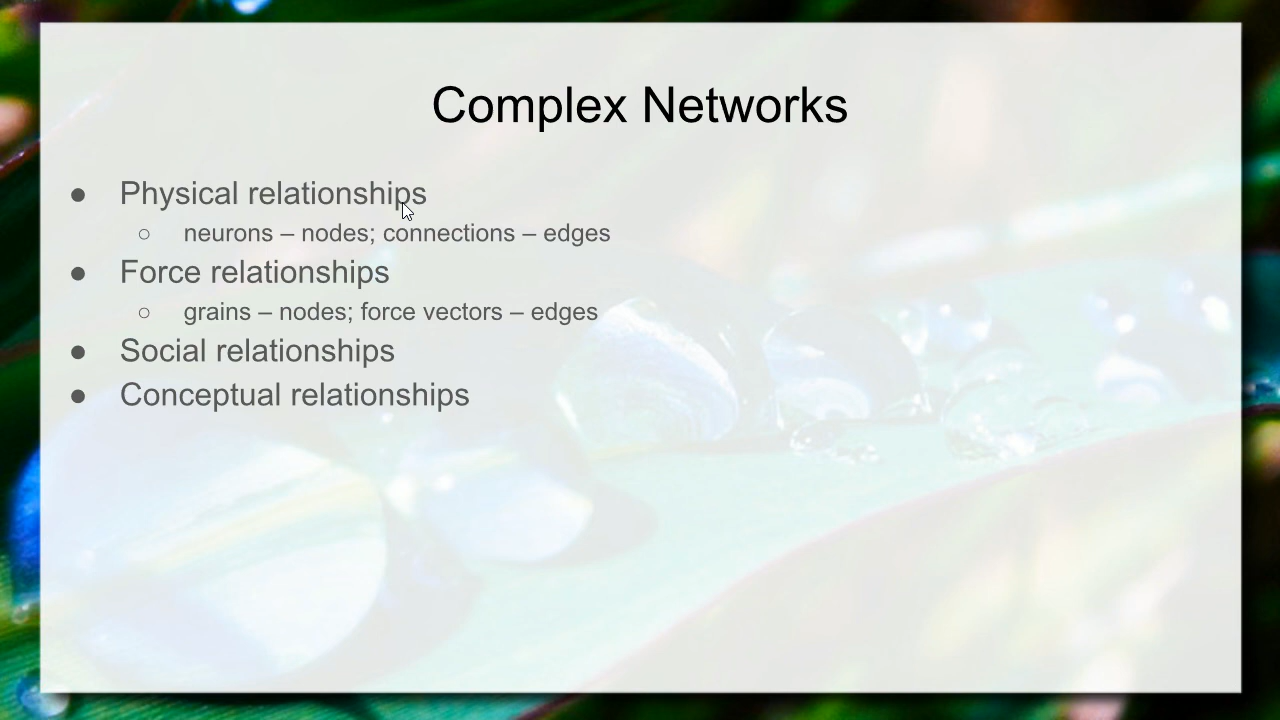 Complex Networks
● Physical relationships
○ neurons – nodes; connections – edges
● Force relationships
○ grains – nodes; force vectors – edges
● Social relationships
● Conceptual relationships